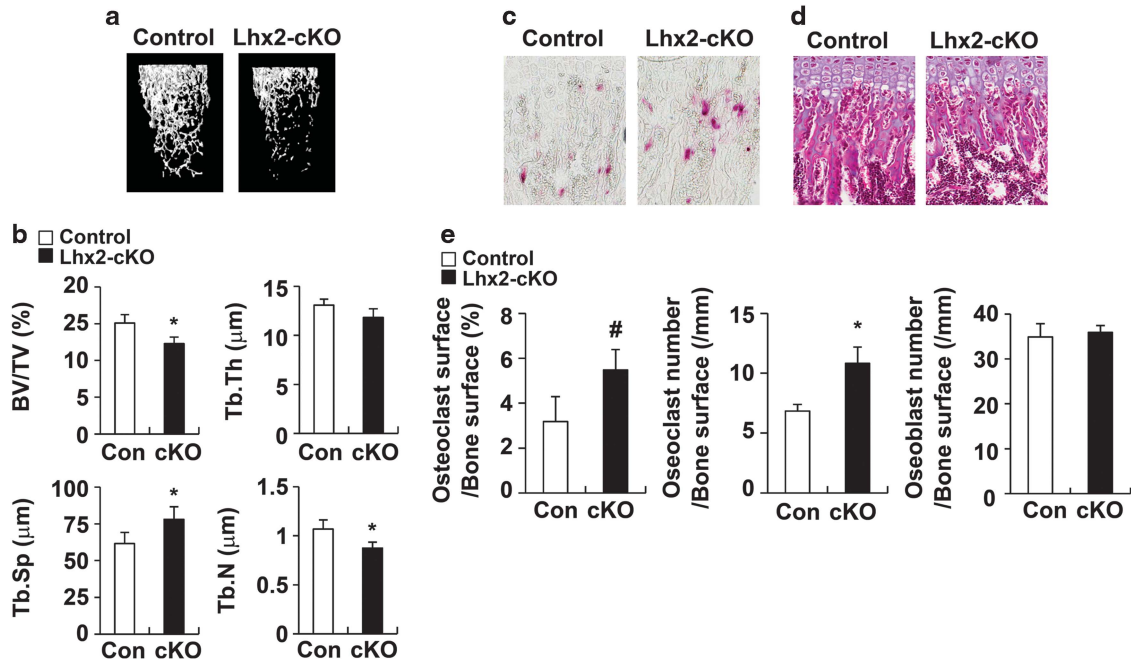 a
Control Lhx2-cKO
b
Control
Lhx2-cKO
BV/TV (%)
20
25
10
5
0
Con cKO
*
Tb.Th (μm)
15
10
5
0
Con cKO
Tb.Sp (μm)
100
75
50
25
0
Con cKO
*
Tb.N (μm)
1.5
1
0.5
0
Con cKO
*
c
Control Lhx2-cKO
d
Control Lhx2-cKO
e
Control
Lhx2-cKO
Osteoclast surface
/Bone surface (%)
8
6
4
2
0
Con cKO
#
Oseoclast number
/Bone surface (/mm)
15
10
5
0
Con cKO
*
Oseoblast number
/Bone surface (/mm)
40
30
20
10
0
Con cKO